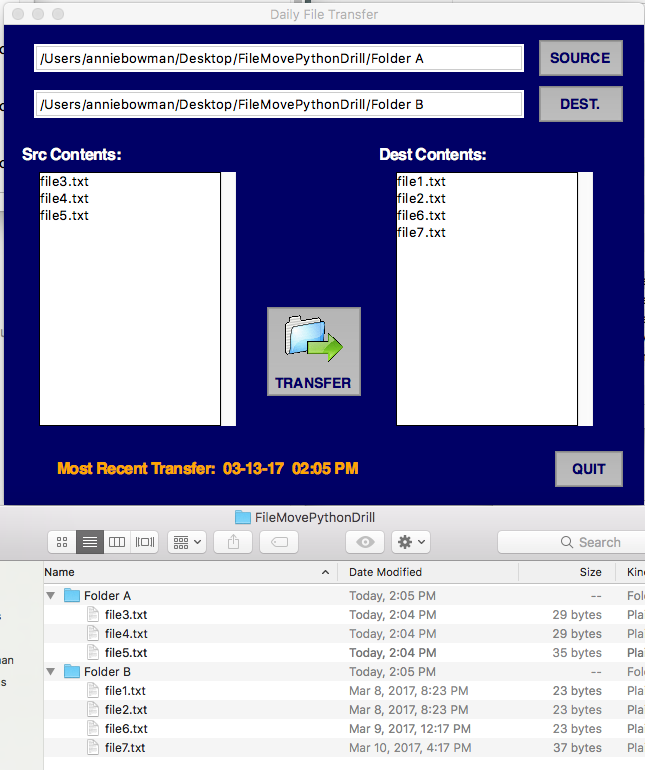 Daily File Transfer
/Users/anniebowman/Desktop/FileMovePythonDrill/Folder A
SOURCE
/Users/anniebowman/Desktop/FileMovePythonDrill/Folder B
DEST.
Src Contents:
Dest Contents:
file3.txt
file4.txt
file5.txt
file1.txt
file2.txt
file6.txt
file7.txt
TRANSFER
Most Recent Transfer: 03-13-17 02:05 PM
QUIT
FileMovePythonDrill
Search
Name Date Modified Size Kin
Folder A Today, 2:05 PM -- Fol
file3.txt Today, 2:04 PM 29 bytes Pla
file4.txt Today, 2:04 PM 29 bytes Pla
file5.txt Today, 2:04 PM 35 bytes Pla
Folder B Today, 2:05 PM -- Fol
file1.txt Mar 8, 2017, 8:23 PM 23 bytes Pla
file2.txt Mar 8, 2017, 8:23 PM 23 bytes Pla
file6.txt Mar 9, 2017, 12:17 PM 23 bytes Pla
file7.txt Mar 10, 2017, 4:17 PM 37 bytes Pla